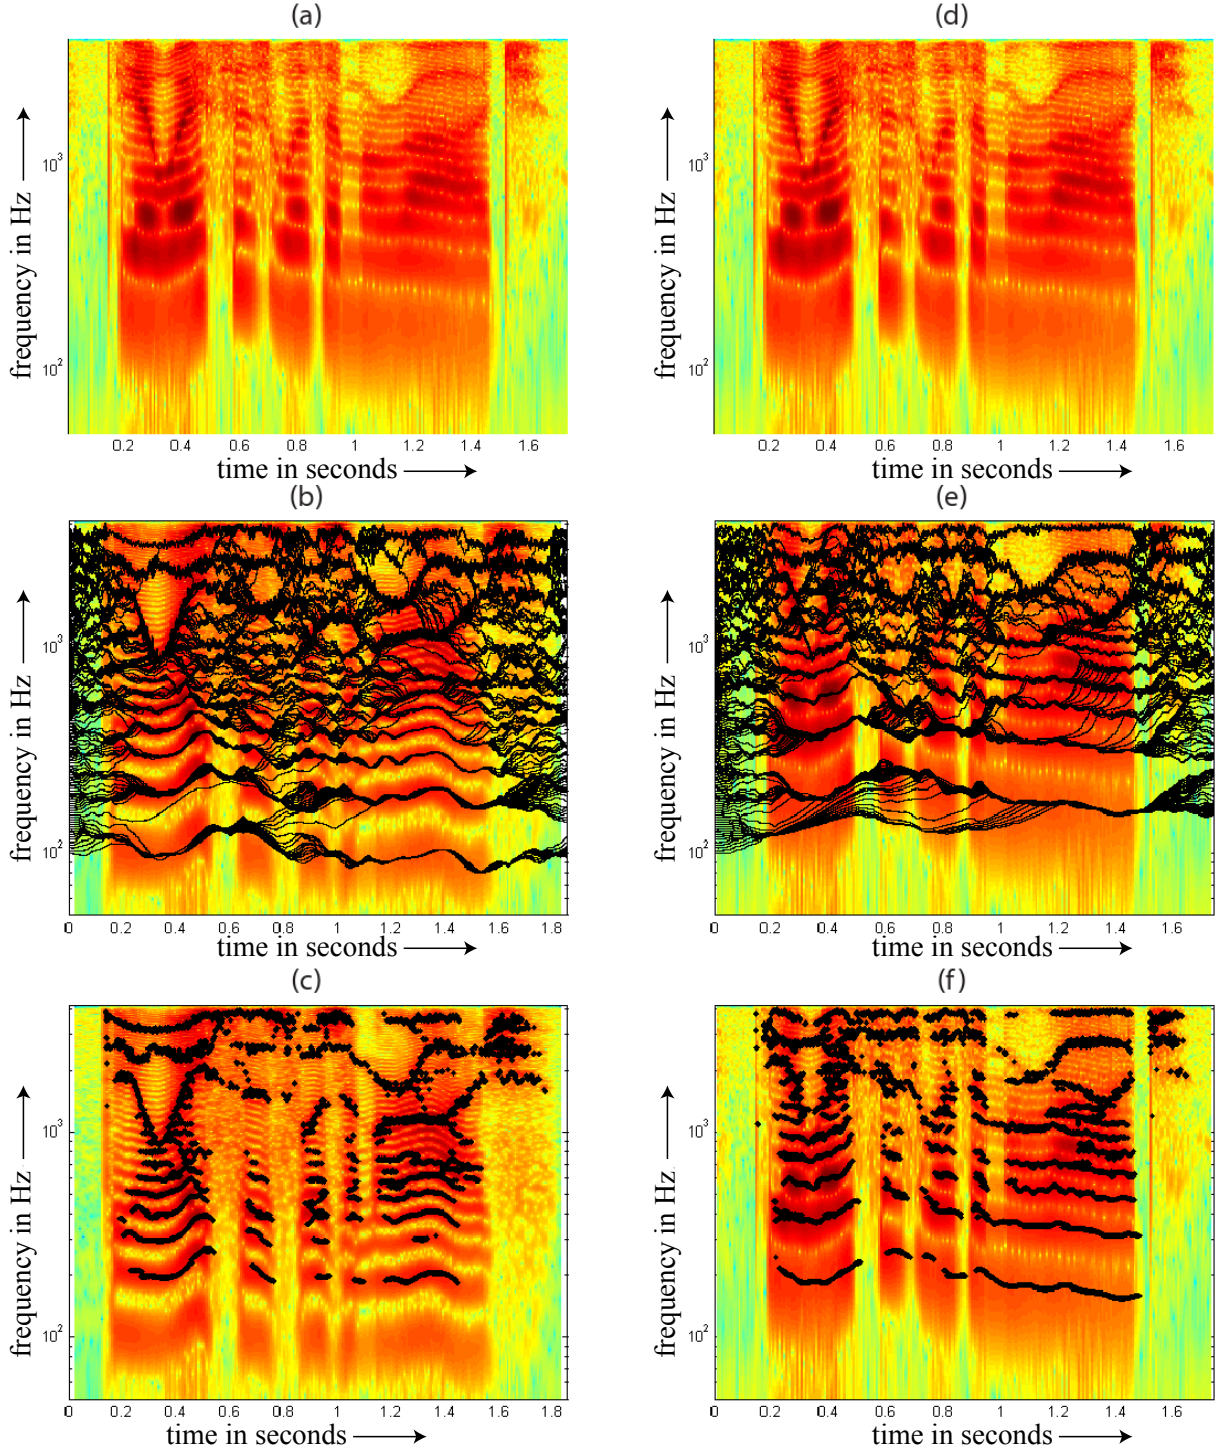 (a)
frequency in Hz
10³
10²
0.2 0.4 0.6 0.8 1 1.2 1.4 1.6
time in seconds
(d)
frequency in Hz
10³
10²
0.2 0.4 0.6 0.8 1 1.2 1.4 1.6
time in seconds
(b)
frequency in Hz
10³
10²
0 0.2 0.4 0.6 0.8 1 1.2 1.4 1.6 1.8
time in seconds
(e)
frequency in Hz
10³
10²
0 0.2 0.4 0.6 0.8 1 1.2 1.4 1.6
time in seconds
(c)
frequency in Hz
10³
10²
0 0.2 0.4 0.6 0.8 1 1.2 1.4 1.6 1.8
time in seconds
(f)
frequency in Hz
10³
10²
0 0.2 0.4 0.6 0.8 1 1.2 1.4 1.6
time in seconds